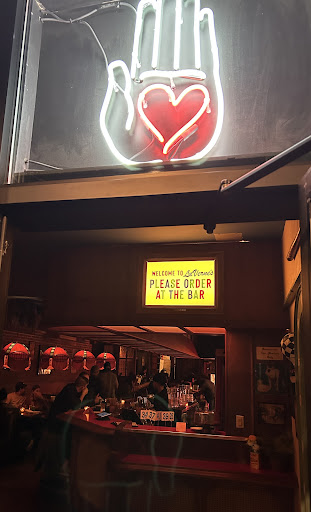 WELCOME TO LaVerne's
PLEASE ORDER
AT THE BAR